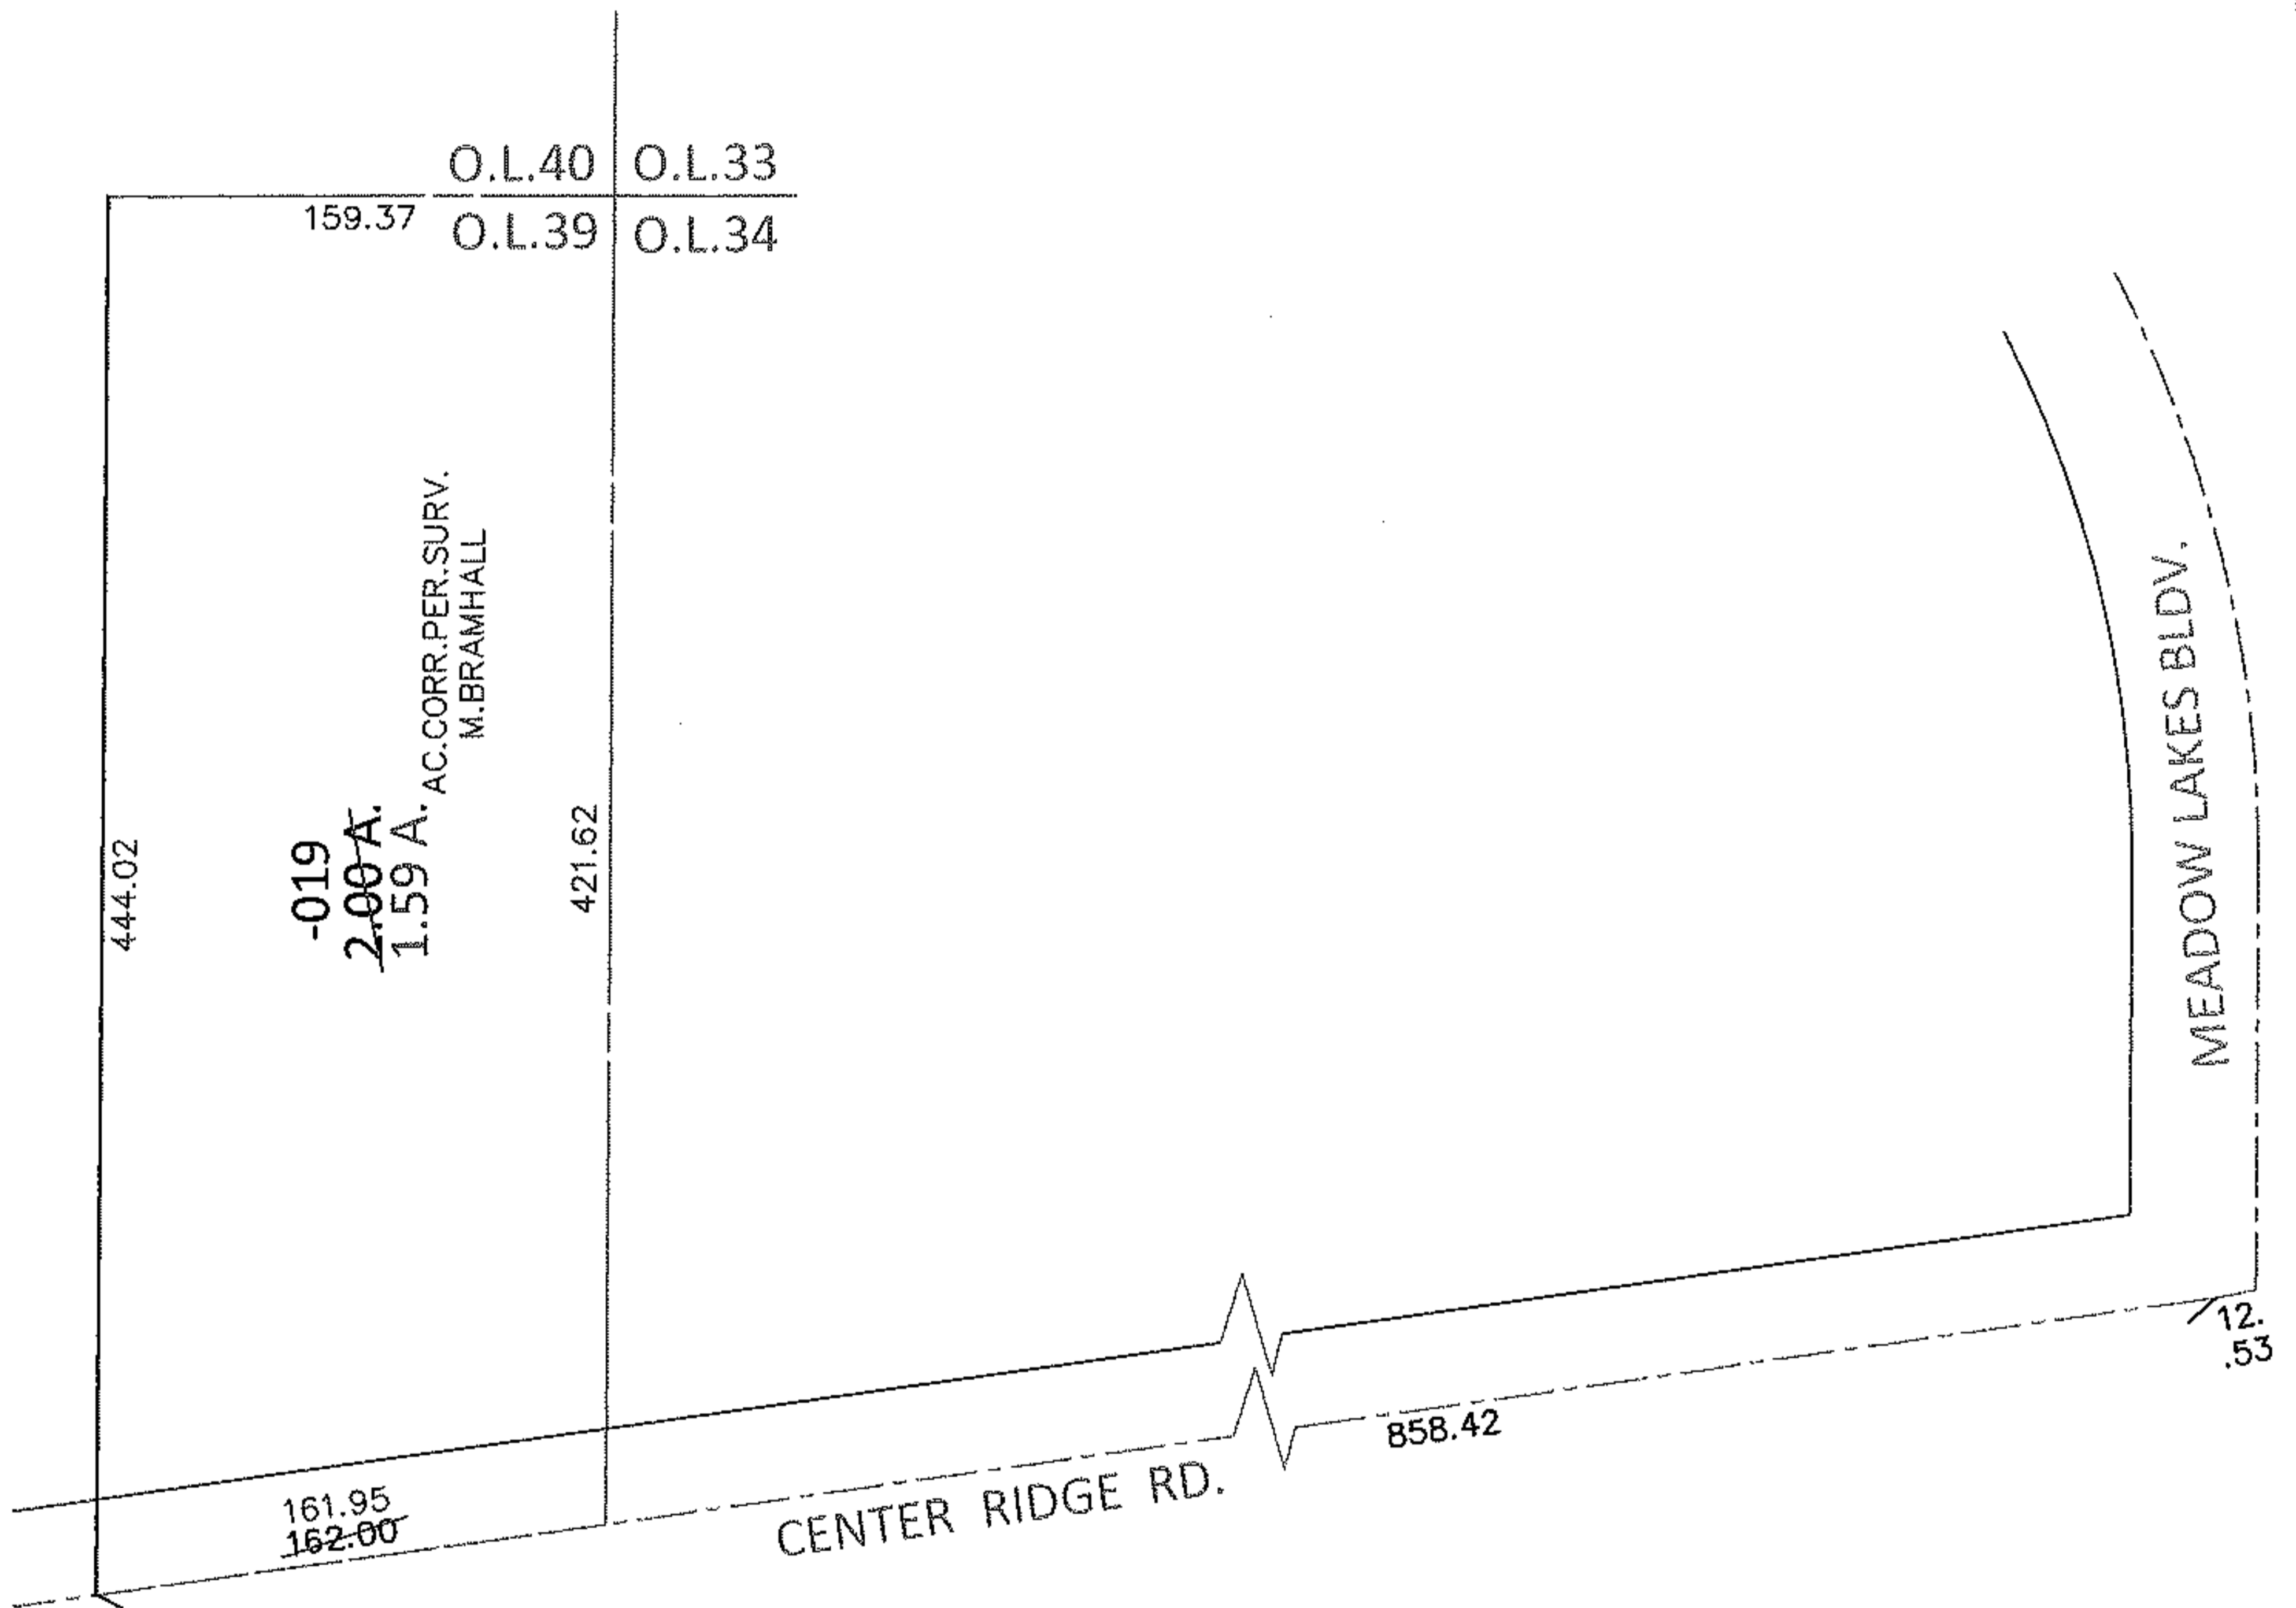 O.L.40 O.L.33
159.37 O.L.39 O.L.34
444.02
-019
2.00 A.
1.59 A. AC.CORR.PER.SURV.
M.BRAMHALL
421.62
MEADOW LAKES BLDV.
12.
.53
858.42
CENTER RIDGE RD.
161.95
162.00